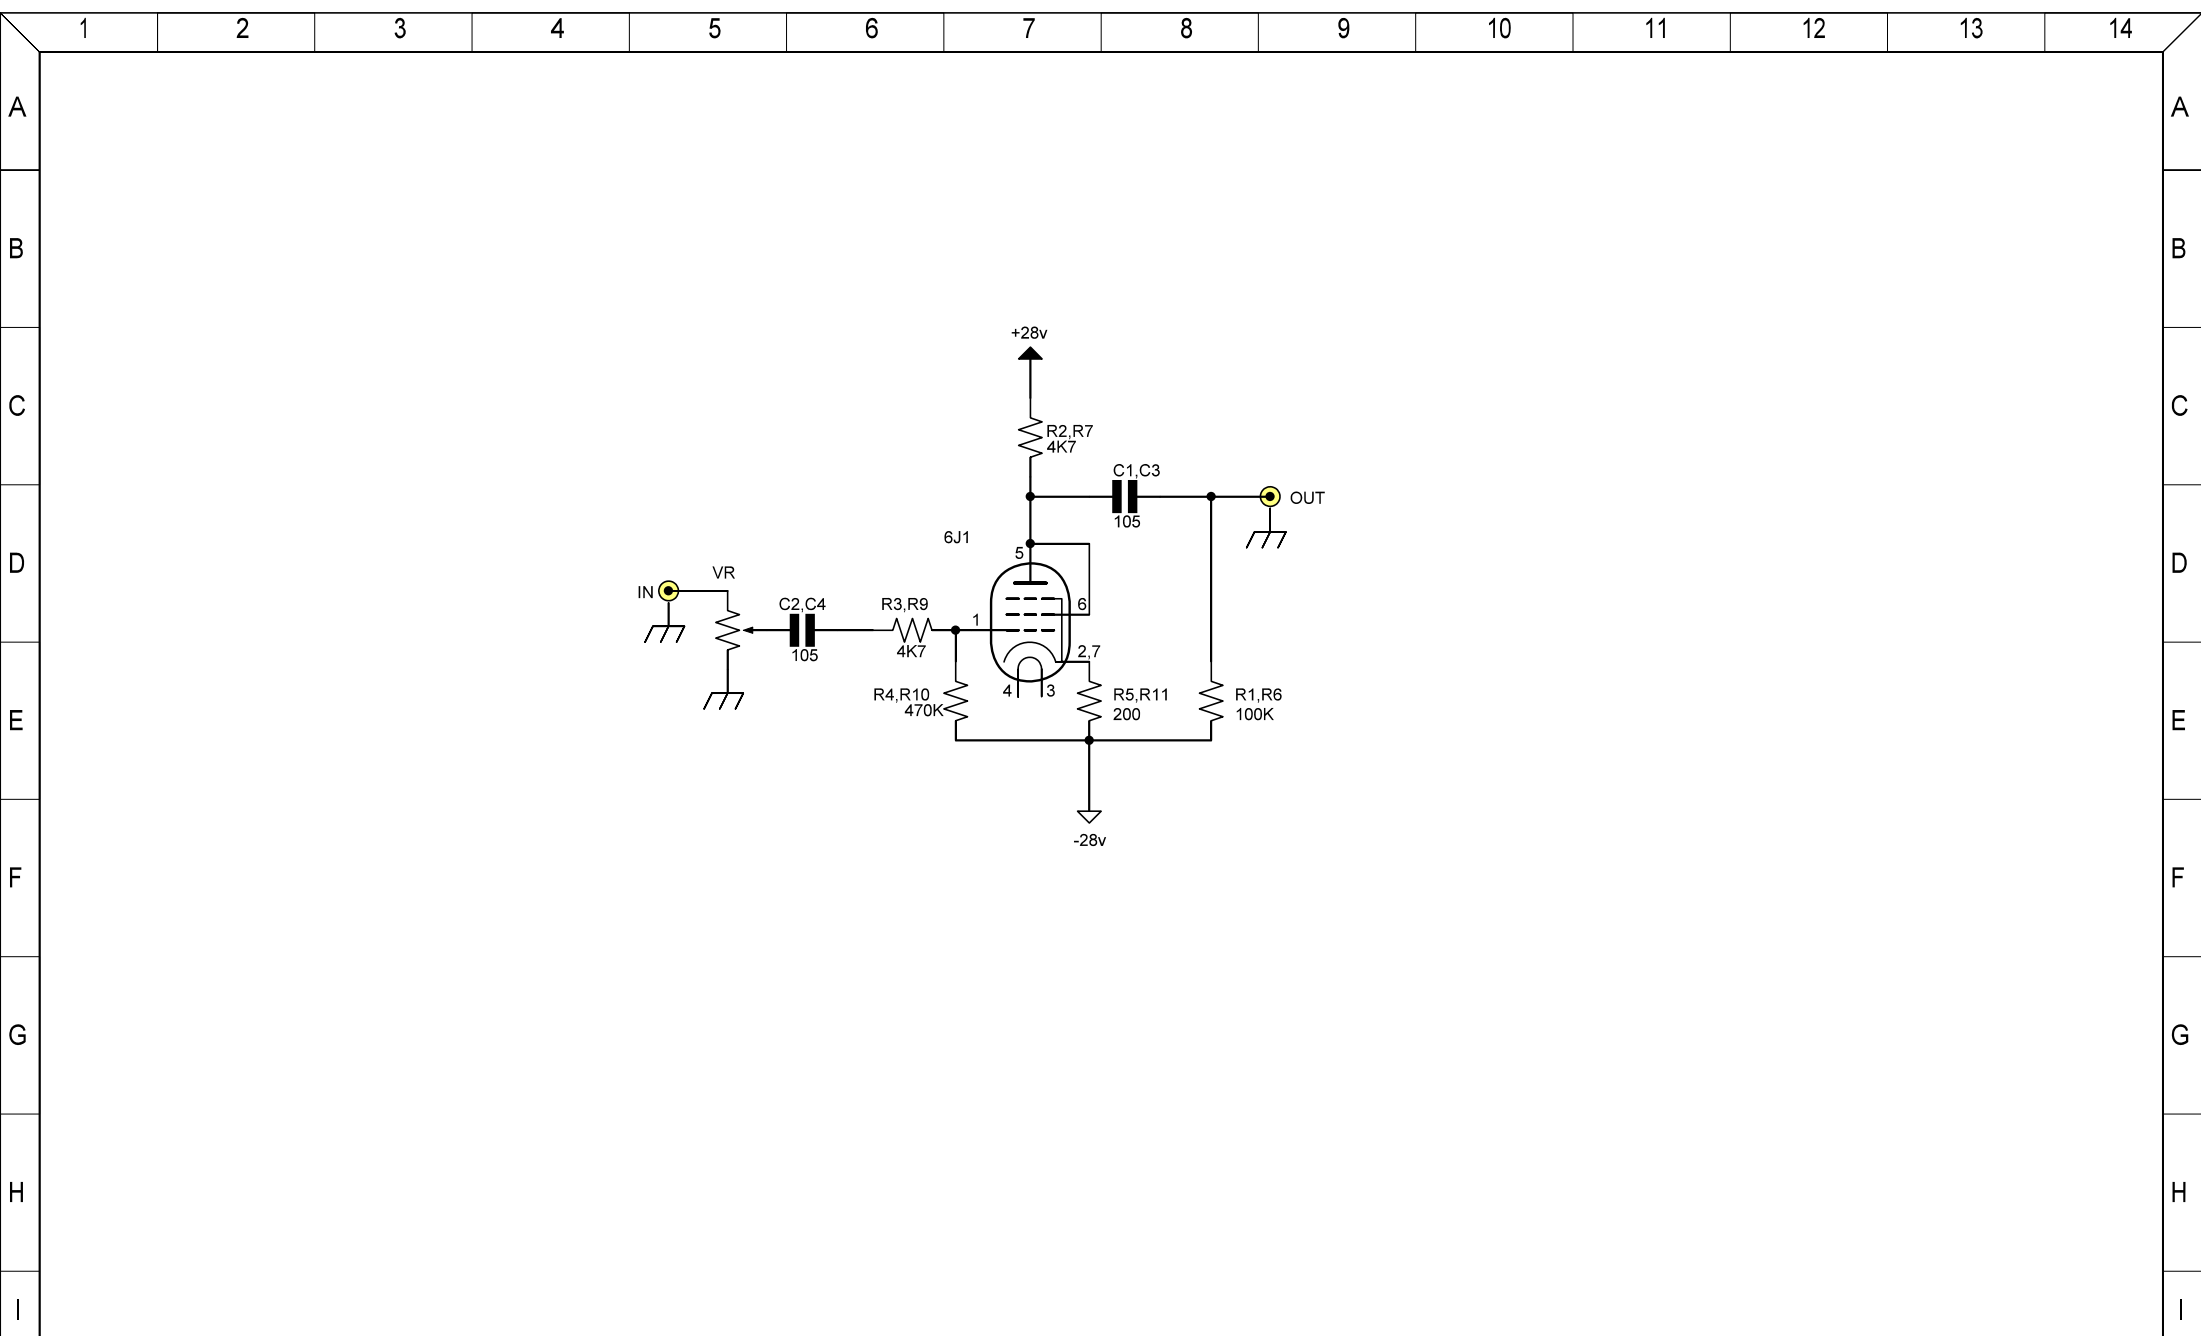 1 2 3 4 5 6 7 8 9 10 11 12 13 14
A A
B B
+28v
C C
R2,R7
4K7
C1,C3
OUT
105
6J1
5
D D
VR
IN
C2,C4
R3,R9
6
1
105
4K7
2,7
4 3
R4,R10
470K
R5,R11
200
R1,R6
100K
E E
-28v
F F
G G
H H
I I